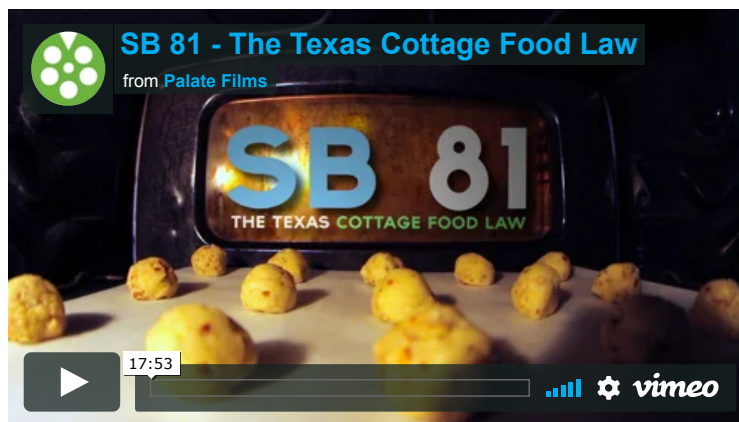 SB 81 - The Texas Cottage Food Law
from Palate Films
SB 81
THE TEXAS COTTAGE FOOD LAW
17:53
vimeo